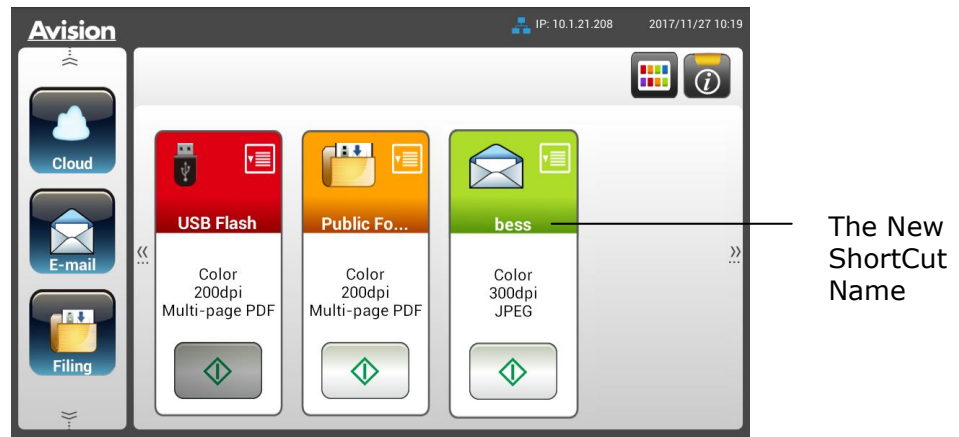 Avision
IP: 10.1.21.208
2017/11/27 10:19
Cloud
E-mail
Filing
USB Flash
Color
200dpi
Multi-page PDF
Public Fo...
Color
200dpi
Multi-page PDF
bess
Color
300dpi
JPEG
The New
ShortCut
Name